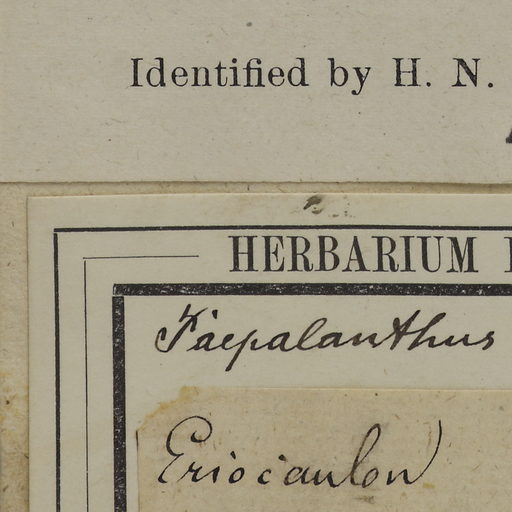 Identified by H. N.
HERBARIUM
Paepalanthus
Eriocaulon